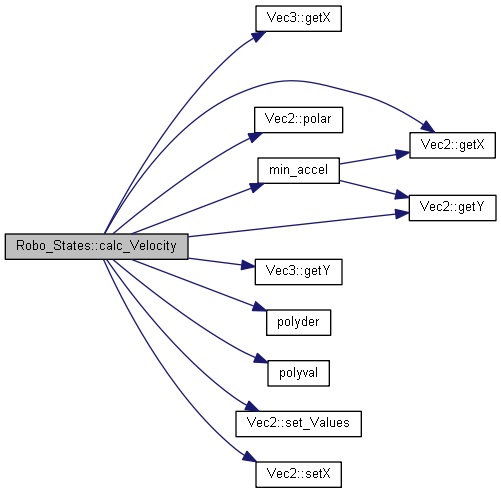 Vec3::getX
Vec2::polar
Vec2::getX
min_accel
Vec2::getY
Robo_States::calc_Velocity
Vec3::getY
polyder
polyval
Vec2::set_Values
Vec2::setX